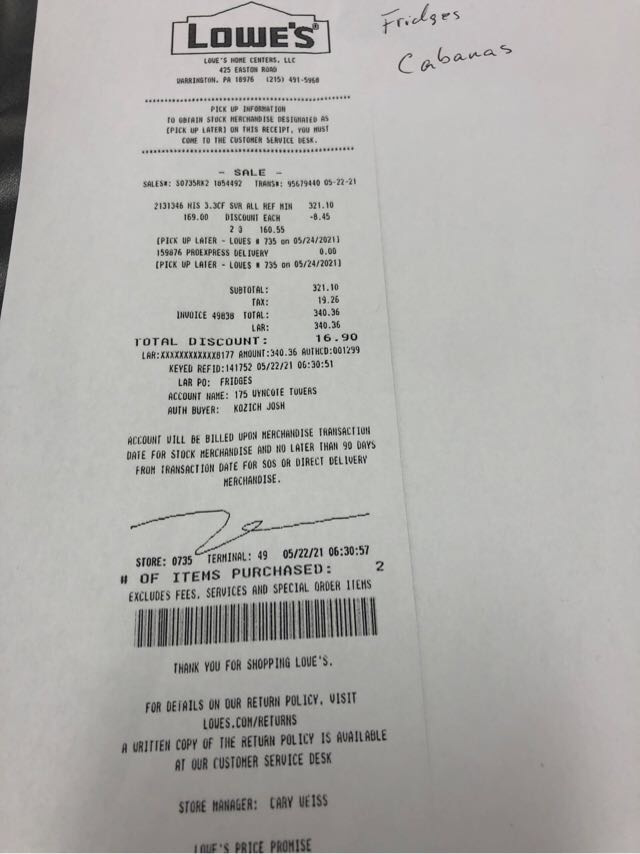 Fridges
Cabanas
LOWE'S®
LOWE'S HOME CENTERS, LLC
425 EASTON ROAD
WARRINGTON, PA 18976 (215) 491-5968
PICK UP INFORMATION
TO OBTAIN STOCK MERCHANDISE DESIGNATED AS
[PICK UP LATER] ON THIS RECEIPT, YOU MUST
COME TO THE CUSTOMER SERVICE DESK.
- SALE -
SALES#: S0735RK2 1854492 TRANS#: 95679440 05-22-21
2131346 HIS 3.3CF SVR ALL REF MIN 321.10
169.00 DISCOUNT EACH -8.45
2 @ 160.55
[PICK UP LATER - LOWES # 735 on 05/24/2021]
159876 PROEXPRESS DELIVERY 0.00
[PICK UP LATER - LOWES # 735 on 05/24/2021]
SUBTOTAL: 321.10
TAX: 19.26
INVOICE 49838 TOTAL: 340.36
LAR: 340.36
TOTAL DISCOUNT: 16.90
LAR:XXXXXXXXXXXX8177 AMOUNT:340.36 AUTHCD:001299
KEYED REFID:141752 05/22/21 06:30:51
LAR PO: FRIDGES
ACCOUNT NAME: 175 WYNCOTE TOWERS
AUTH BUYER: KOZICH JOSH
ACCOUNT WILL BE BILLED UPON MERCHANDISE TRANSACTION
DATE FOR STOCK MERCHANDISE AND NO LATER THAN 90 DAYS
FROM TRANSACTION DATE FOR SOS OR DIRECT DELIVERY
MERCHANDISE.
STORE: 0735 TERMINAL: 49 05/22/21 06:30:57
# OF ITEMS PURCHASED: 2
EXCLUDES FEES, SERVICES AND SPECIAL ORDER ITEMS
THANK YOU FOR SHOPPING LOWE'S.
FOR DETAILS ON OUR RETURN POLICY, VISIT
LOWES.COM/RETURNS
A WRITTEN COPY OF THE RETURN POLICY IS AVAILABLE
AT OUR CUSTOMER SERVICE DESK
STORE MANAGER: CARY WEISS
LOWE'S PRICE PROMISE